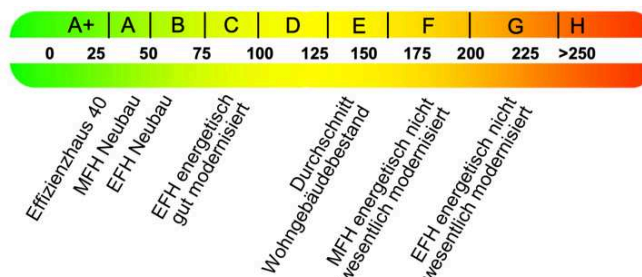 A+ A B C D E F G H
0 25 50 75 100 125 150 175 200 225 >250
Effizienzhaus 40
MFH Neubau
EFH Neubau
EFH energetisch
gut modernisiert
Durchschnitt
Wohngebäudebestand
MFH energetisch nicht
wesentlich modernisiert
EFH energetisch nicht
wesentlich modernisiert